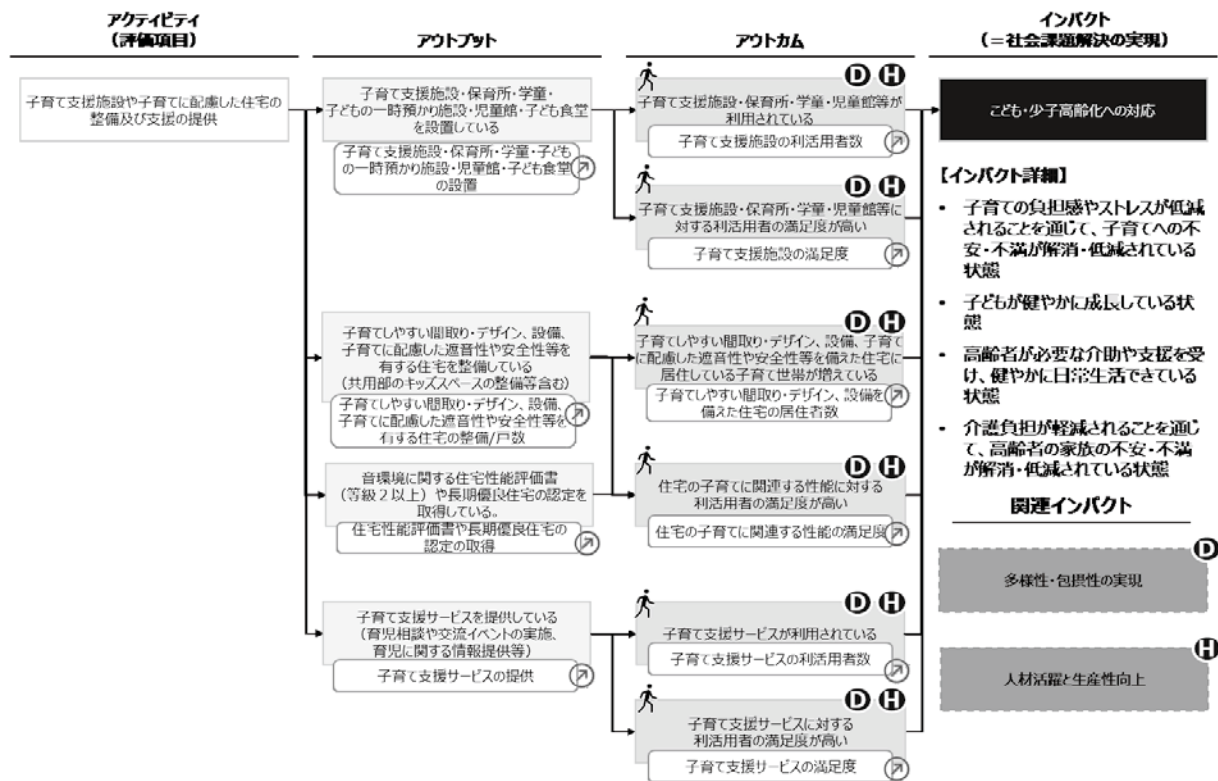 アクティビティ
（評価項目）
アウトプット
アウトカム
インパクト
（＝社会課題解決の実現）
子育て支援施設や子育てに配慮した住宅の
整備及び支援の提供
子育て支援施設・保育所・学童・
子どもの一時預かり施設・児童館・子ども食堂
を設置している
子育て支援施設・保育所・学童・子ども
の一時預かり施設・児童館・子ども食堂
の設置
子育てしやすい間取り・デザイン、設備、
子育てに配慮した遮音性や安全性等を
有する住宅を整備している
（共用部のキッズスペースの整備等含む）
子育てしやすい間取り・デザイン、設備、
子育てに配慮した遮音性や安全性等を
有する住宅の整備/戸数
音環境に関する住宅性能評価書
（等級２以上）や長期優良住宅の認定を
取得している。
住宅性能評価書や長期優良住宅の
認定の取得
子育て支援サービスを提供している
（育児相談や交流イベントの実施、
育児に関する情報提供等）
子育て支援サービスの提供
D H
子育て支援施設・保育所・学童・児童館等が
利用されている
子育て支援施設の利活用者数
D H
子育て支援施設・保育所・学童・児童館等に
対する利活用者の満足度が高い
子育て支援施設の満足度
D H
子育てしやすい間取り・デザイン、設備、子育て
に配慮した遮音性や安全性等を備えた住宅に
居住している子育て世帯が増えている
子育てしやすい間取り・デザイン、設備を
備えた住宅の居住者数
D H
住宅の子育てに関連する性能に対する
利活用者の満足度が高い
住宅の子育てに関連する性能の満足度
D H
子育て支援サービスが利用されている
子育て支援サービスの利活用者数
D H
子育て支援サービスに対する
利活用者の満足度が高い
子育て支援サービスの満足度
こども・少子高齢化への対応
【インパクト詳細】
• 子育ての負担感やストレスが低減
されることを通じて、子育てへの不
安・不満が解消・低減されている
状態
• 子どもが健やかに成長している状
態
• 高齢者が必要な介助や支援を受
け、健やかに日常生活できている
状態
• 介護負担が軽減されることを通じ
て、高齢者の家族の不安・不満
が解消・低減されている状態
関連インパクト
D
多様性・包摂性の実現
H
人材活躍と生産性向上